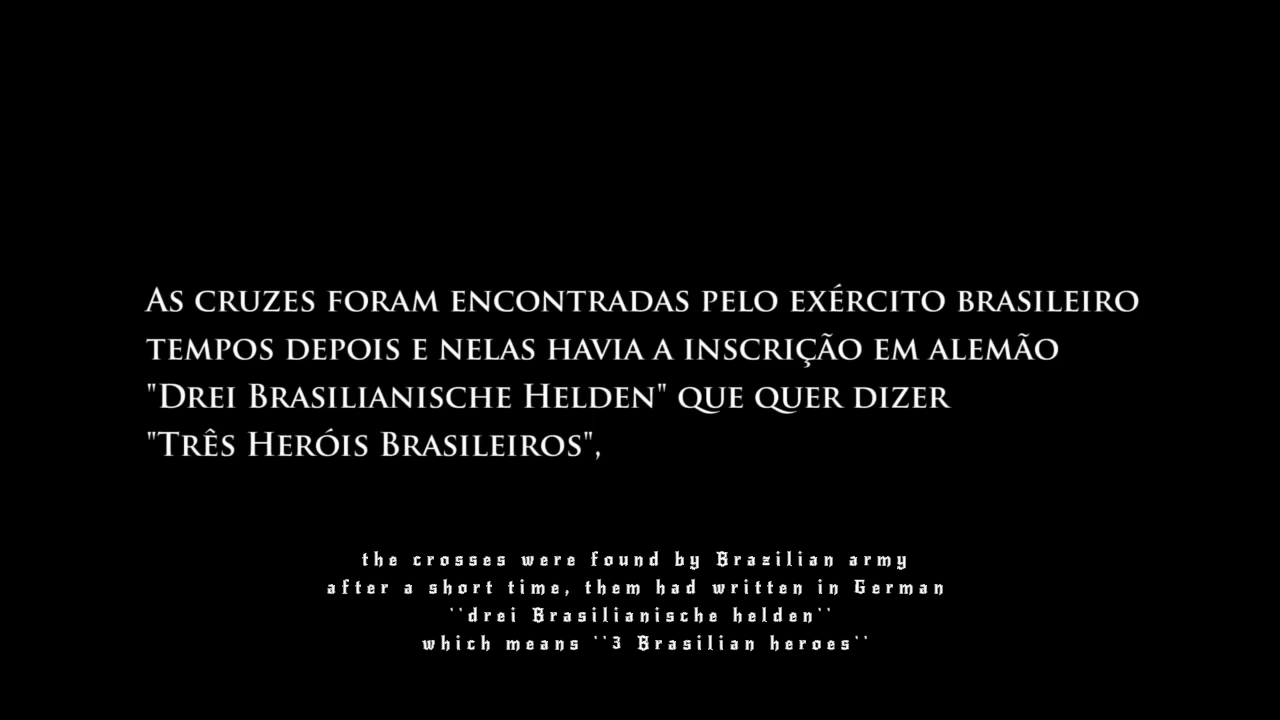 As cruzes foram encontradas pelo exército brasileiro
tempos depois e nelas havia a inscrição em alemão
"Drei Brasilianische Helden" que quer dizer
"Três Heróis Brasileiros",
the crosses were found by Brazilian army
after a short time, them had written in German
''drei Brasilianische helden''
which means ''3 Brasilian heroes''